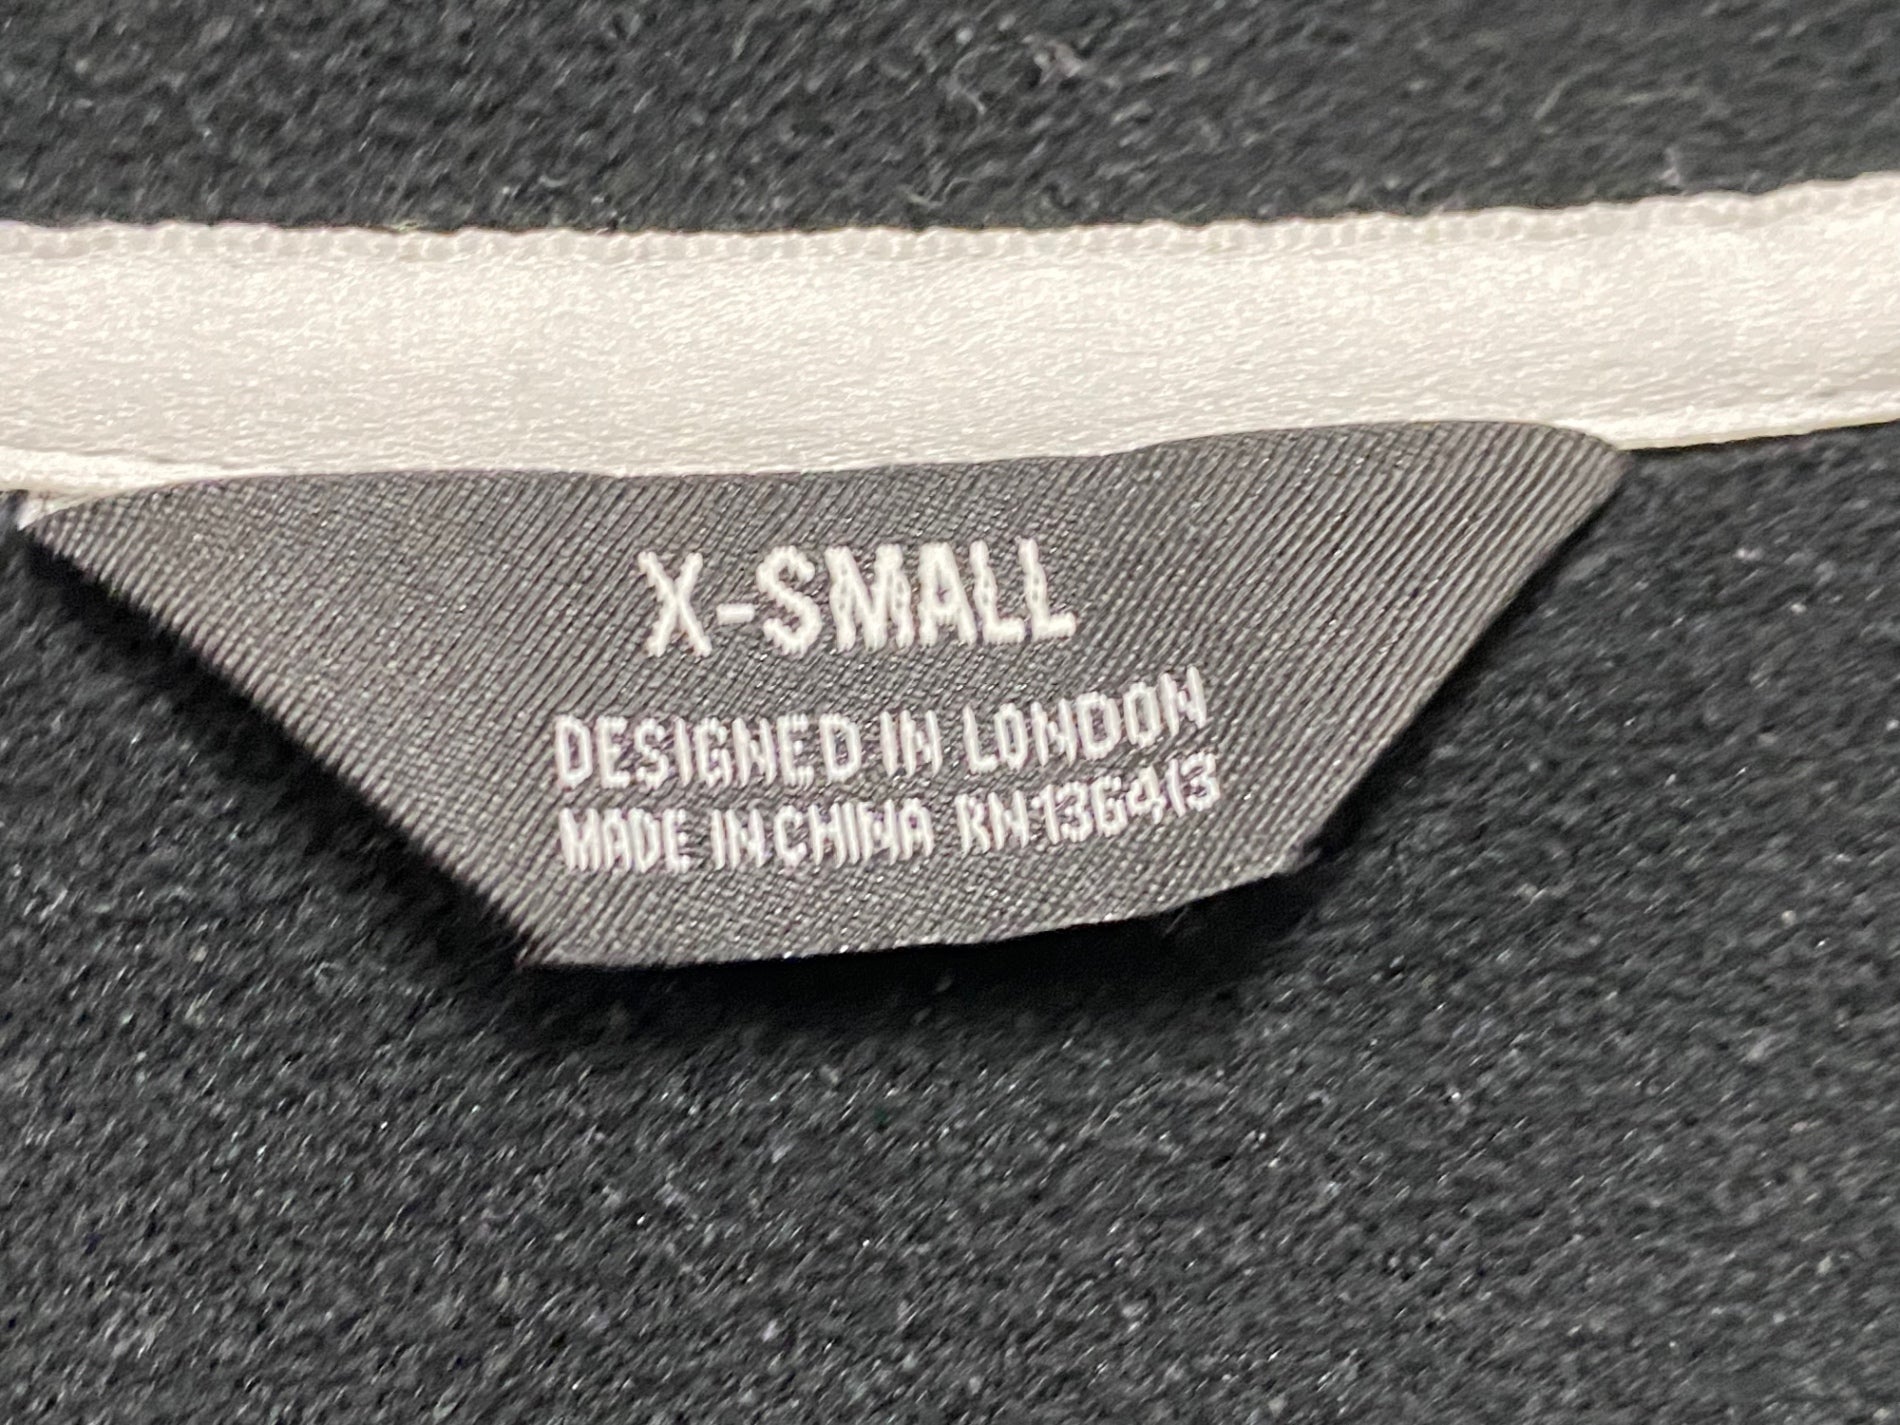 X-SMALL
DESIGNED IN LONDON
MADE IN CHINA RN136413